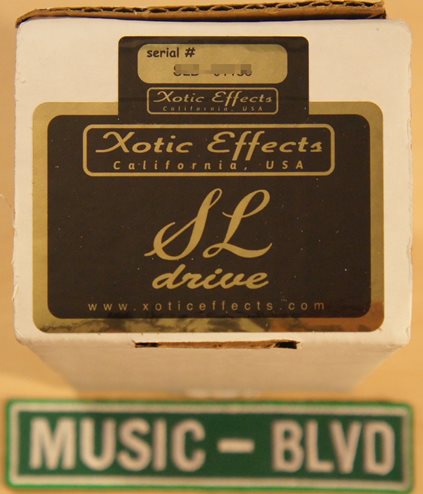 serial #
Xotic Effects
California, USA
Xotic Effects
California, USA
SL
drive
www.xoticeffects.com
MUSIC - BLVD